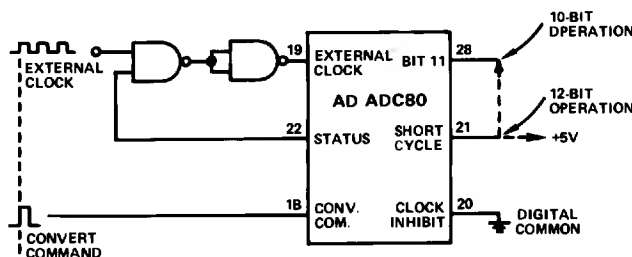 10-BIT
DPERATION
19
EXTERNAL
CLOCK
BIT 11
28
EXTERNAL
CLOCK
AD ADC80
12-BIT
OPERATION
22
STATUS
SHORT
CYCLE
21
+5V
1B
CONV.
COM.
CLOCK
INHIBIT
20
DIGITAL
COMMON
CONVERT
COMMAND